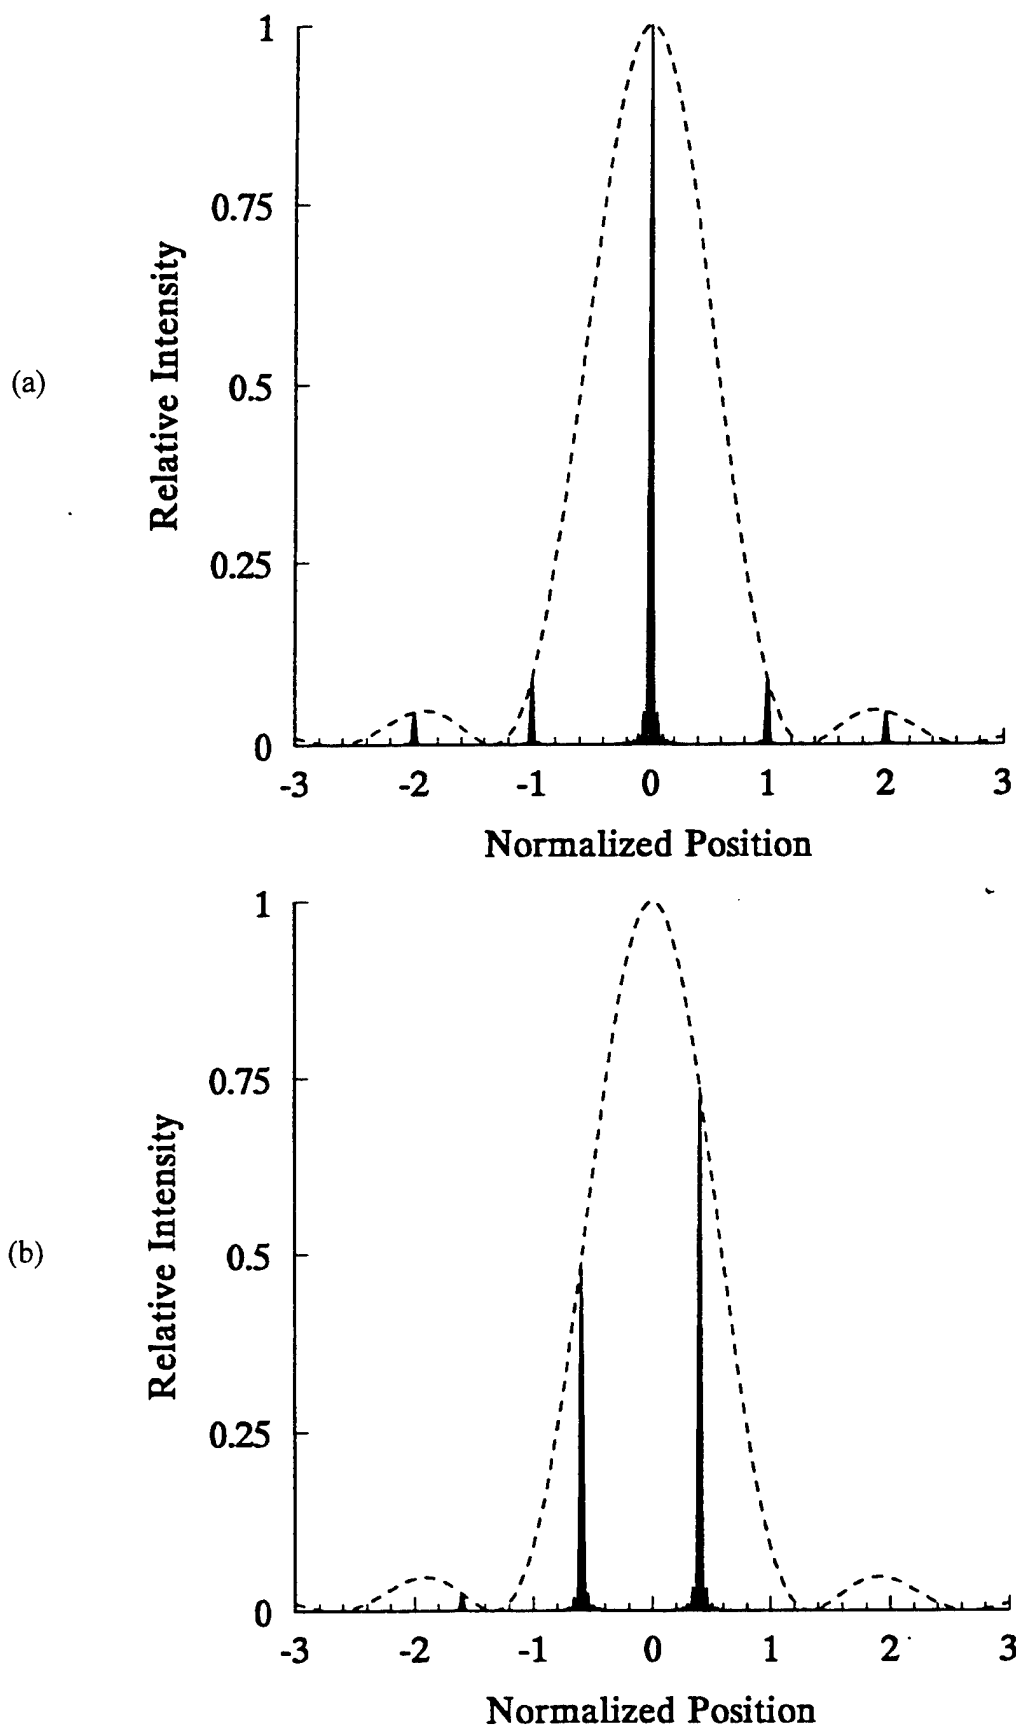 1
0.75
0.5
0.25
0
Relative Intensity
(a)
-3 -2 -1 0 1 2 3
Normalized Position
1
0.75
0.5
0.25
0
Relative Intensity
(b)
-3 -2 -1 0 1 2 3
Normalized Position